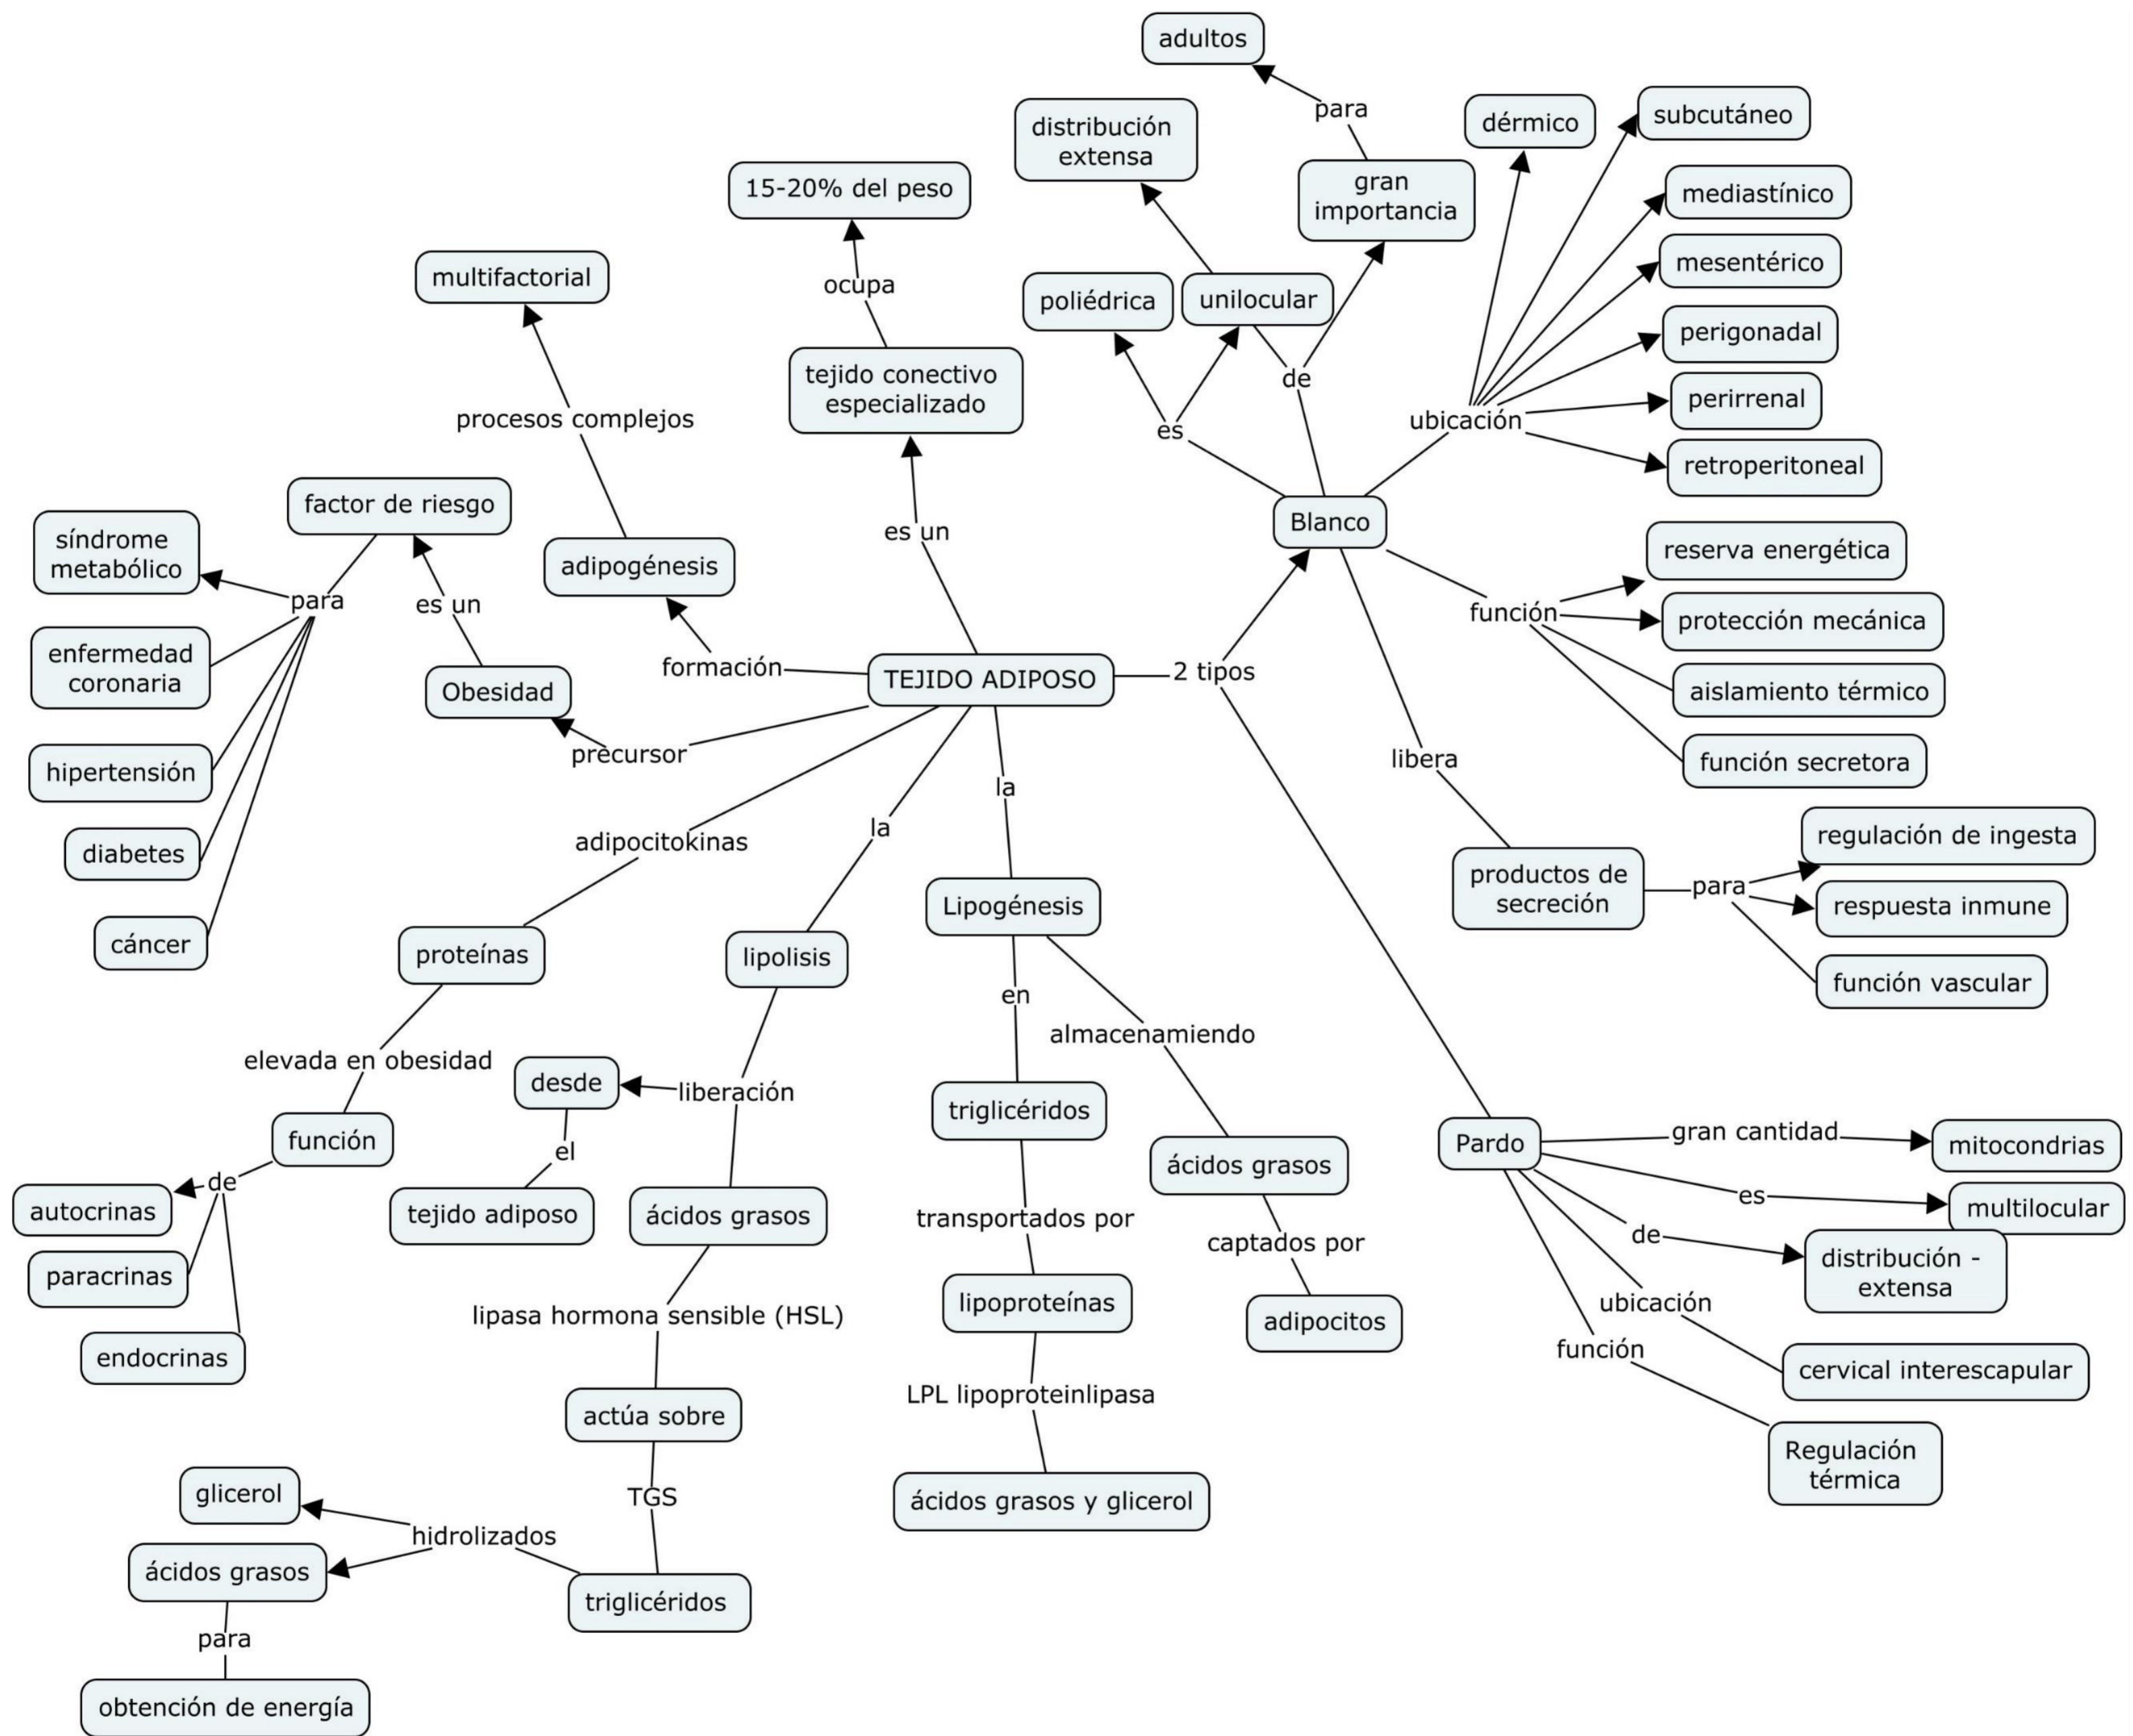 adultos
para
distribución
extensa
gran
importancia
dérmico
subcutáneo
mediastínico
mesentérico
perigonadal
perirrenal
retroperitoneal
ubicación
15-20% del peso
ocupa
tejido conectivo
especializado
es un
poliédrica
unilocular
de
es
Blanco
multifactorial
procesos complejos
adipogénesis
formación
factor de riesgo
síndrome
metabólico
para
es un
enfermedad
coronaria
Obesidad
precursor
hipertensión
diabetes
cáncer
TEJIDO ADIPOSO
2 tipos
función
reserva energética
protección mecánica
aislamiento térmico
función secretora
libera
productos de
secreción
para
regulación de ingesta
respuesta inmune
función vascular
adipocitokinas
proteínas
elevada en obesidad
función
de
autocrinas
paracrinas
endocrinas
la
lipolisis
liberación
desde
el
tejido adiposo
ácidos grasos
lipasa hormona sensible (HSL)
actúa sobre
TGS
triglicéridos
hidrolizados
glicerol
ácidos grasos
para
obtención de energía
la
Lipogénesis
en
almacenamiendo
triglicéridos
transportados por
lipoproteínas
LPL lipoproteinlipasa
ácidos grasos y glicerol
ácidos grasos
captados por
adipocitos
Pardo
gran cantidad
mitocondrias
es
multilocular
de
distribución -
extensa
ubicación
cervical interescapular
función
Regulación
térmica